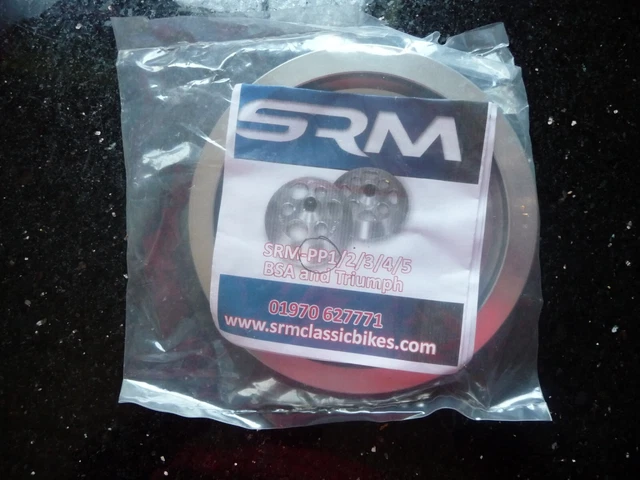 SRM
SRM-PP1/2/3/4/5
BSA and Triumph
01970 627771
www.srmclassicbikes.com